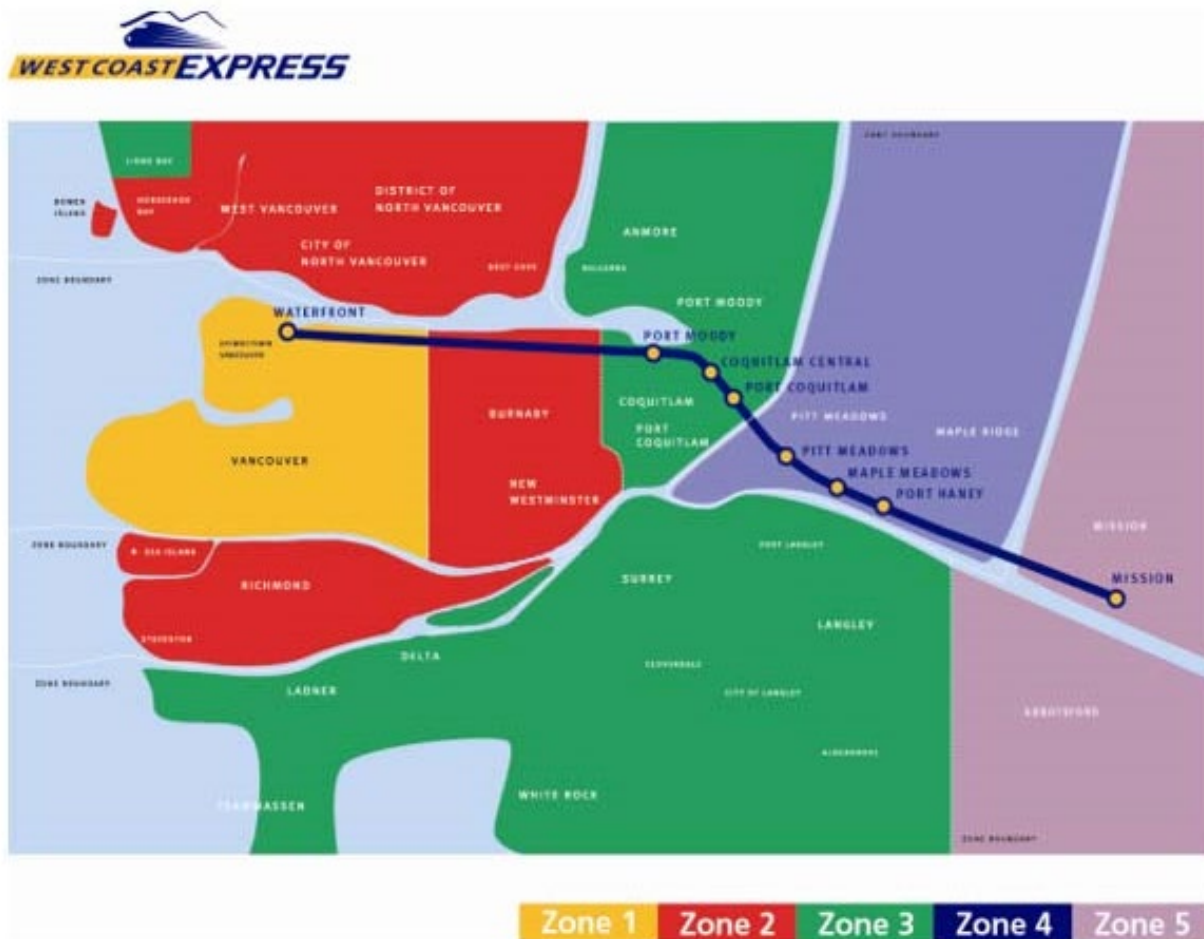 WEST COAST EXPRESS
LIONS BAY
ZONE BOUNDARY
BOWEN
ISLAND
HORSESHOE
BAY
WEST VANCOUVER
DISTRICT OF
NORTH VANCOUVER
ANMORE
CITY OF
NORTH VANCOUVER
DEEP COVE
BELCARRA
ZONE BOUNDARY
PORT MOODY
WATERFRONT
PORT MOODY
DOWNTOWN
VANCOUVER
COQUITLAM CENTRAL
PORT COQUITLAM
COQUITLAM
BURNABY
PITT MEADOWS
PORT
COQUITLAM
MAPLE RIDGE
PITT MEADOWS
VANCOUVER
MAPLE MEADOWS
NEW
WESTMINSTER
PORT HANEY
MISSION
ZONE BOUNDARY
SEA ISLAND
FORT LANGLEY
SURREY
MISSION
RICHMOND
LANGLEY
STEVESTON
DELTA
CLOVERDALE
ZONE BOUNDARY
LADNER
CITY OF LANGLEY
ABBOTSFORD
ALDERGROVE
TSAWWASSEN
WHITE ROCK
ZONE BOUNDARY
Zone 1 Zone 2 Zone 3 Zone 4 Zone 5